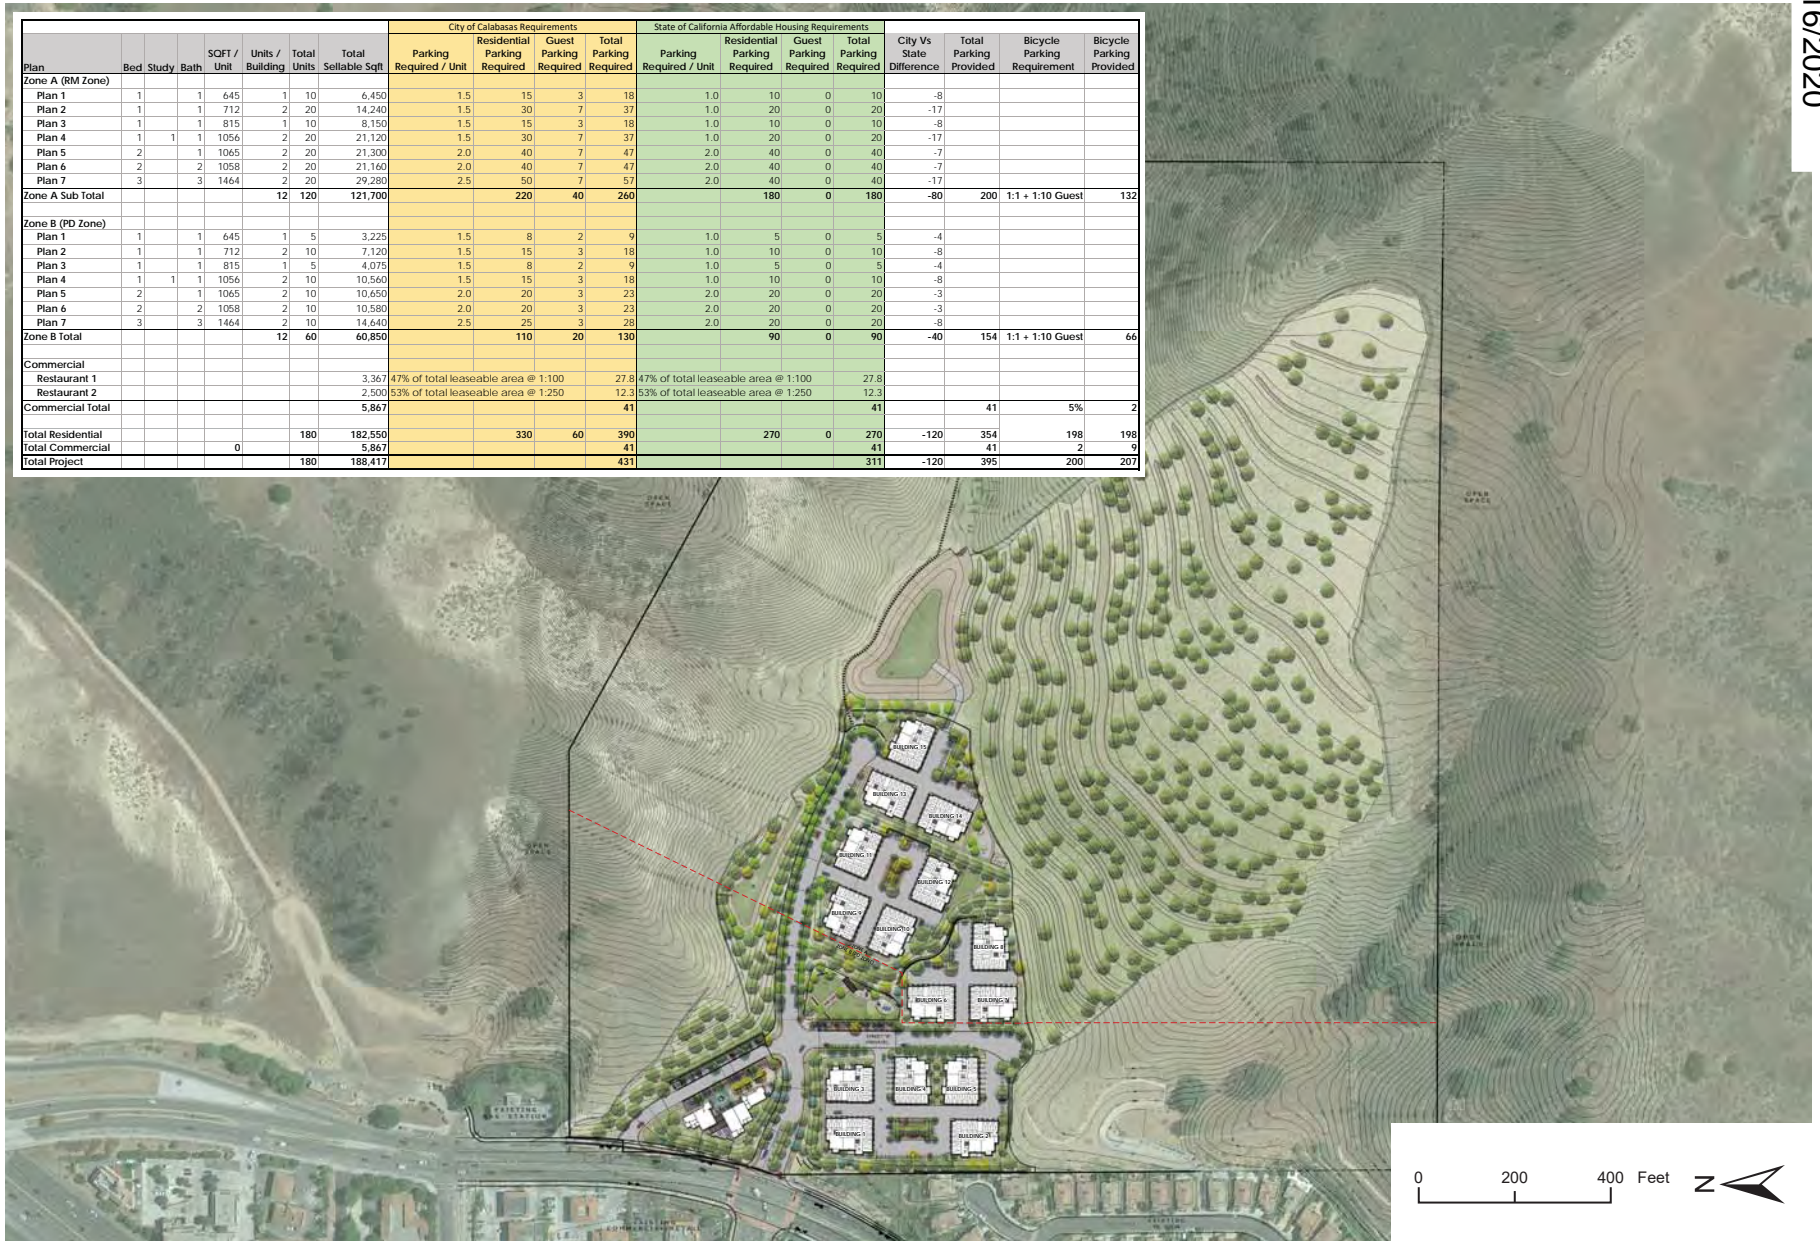 16/2020
City of Calabasas Requirements State of California Affordable Housing Requirements
Plan Bed Study Bath SQFT / Unit Units / Building Total Units Total Sellable Sqft Parking Required / Unit Residential Parking Required Guest Parking Required Total Parking Required Parking Required / Unit Residential Parking Required Guest Parking Required Total Parking Required City Vs State Difference Total Parking Provided Bicycle Parking Requirement Bicycle Parking Provided
Zone A (RM Zone)
Plan 1 1 1 645 1 10 6,450 1.5 15 3 18 1.0 10 0 10 -8
Plan 2 1 1 712 2 20 14,240 1.5 30 7 37 1.0 20 0 20 -17
Plan 3 1 1 815 1 10 8,150 1.5 15 3 18 1.0 10 0 10 -8
Plan 4 1 1 1 1056 2 20 21,120 1.5 30 7 37 1.0 20 0 20 -17
Plan 5 2 1 1065 2 20 21,300 2.0 40 7 47 2.0 40 0 40 -7
Plan 6 2 2 1058 2 20 21,160 2.0 40 7 47 2.0 40 0 40 -7
Plan 7 3 3 1464 2 20 29,280 2.5 50 7 57 2.0 40 0 40 -17
Zone A Sub Total 12 120 121,700 220 40 260 180 0 180 -80 200 1:1 + 1:10 Guest 132
Zone B (PD Zone)
Plan 1 1 1 645 1 5 3,225 1.5 8 2 9 1.0 5 0 5 -4
Plan 2 1 1 712 2 10 7,120 1.5 15 3 18 1.0 10 0 10 -8
Plan 3 1 1 815 1 5 4,075 1.5 8 2 9 1.0 5 0 5 -4
Plan 4 1 1 1 1056 2 10 10,560 1.5 15 3 18 1.0 10 0 10 -8
Plan 5 2 1 1065 2 10 10,650 2.0 20 3 23 2.0 20 0 20 -3
Plan 6 2 2 1058 2 10 10,580 2.0 20 3 23 2.0 20 0 20 -3
Plan 7 3 3 1464 2 10 14,640 2.5 25 3 28 2.0 20 0 20 -8
Zone B Total 12 60 60,850 110 20 130 90 0 90 -40 154 1:1 + 1:10 Guest 66
Commercial
Restaurant 1 3,367 47% of total leaseable area @ 1:100 27.8 47% of total leaseable area @ 1:100 27.8
Restaurant 2 2,500 53% of total leaseable area @ 1:250 12.3 53% of total leaseable area @ 1:250 12.3
Commercial Total 5,867 41 41 41 5% 2
Total Residential 180 182,550 330 60 390 270 0 270 -120 354 198 198
Total Commercial 0 5,867 41 41 41 2 9
Total Project 180 188,417 431 311 -120 395 200 207
OPEN SPACE
OPEN SPACE
BUILDING 15
BUILDING 13
BUILDING 14
BUILDING 11
OPEN SPACE
BUILDING 12
BUILDING 9
BUILDING 10
OPEN SPACE
BUILDING 8
BUILDING 6
BUILDING 7
BUILDING 3
BUILDING 4
BUILDING 5
EXISTING GAS STATION
BUILDING 1
BUILDING 2
EXISTING COMMERCIAL/RETAIL
EXISTING
0 200 400 Feet N